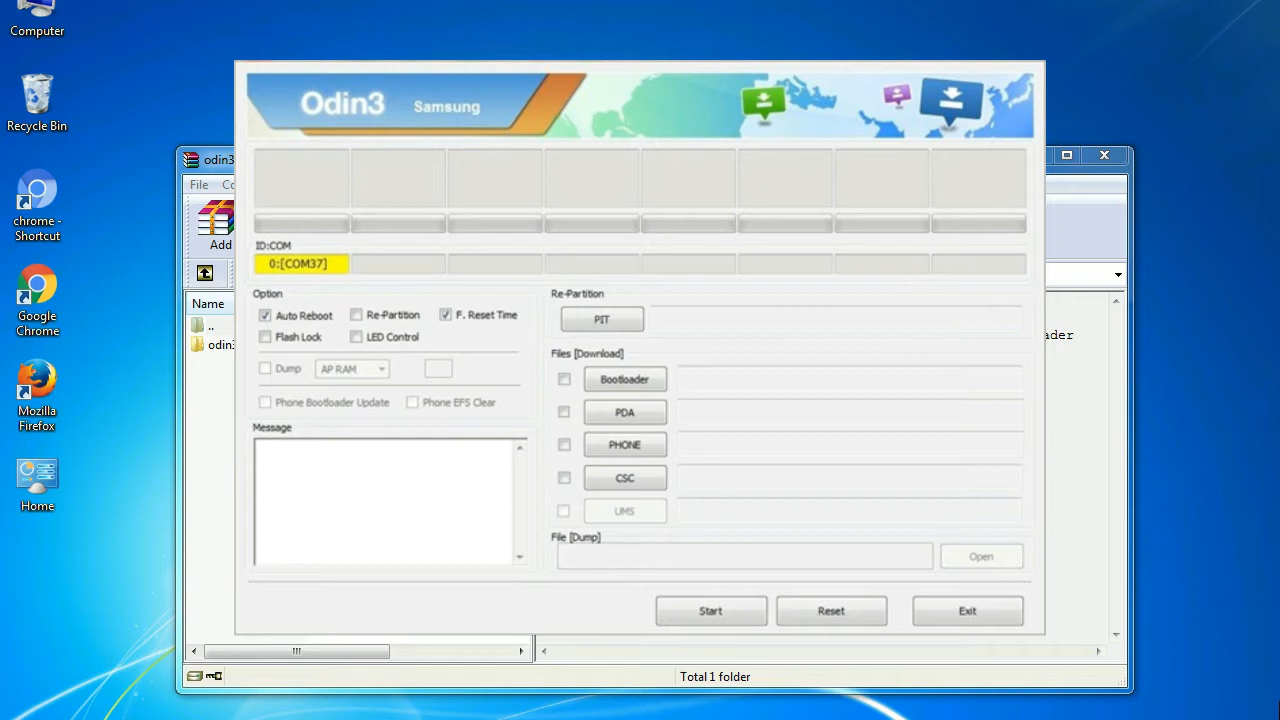 Computer
Recycle Bin
chrome -
Shortcut
Google
Chrome
Mozilla
Firefox
Home
odin3
File Co
Add
Name
..
odin3
ader
Total 1 folder
Odin3 Samsung
ID:COM
0:[COM37]
Option
Auto Reboot Re-Partition F. Reset Time
Flash Lock LED Control
Dump AP RAM
Phone Bootloader Update Phone EFS Clear
Message
Re-Partition
PIT
Files [Download]
Bootloader
PDA
PHONE
CSC
UMS
File [Dump]
Open
Start Reset Exit